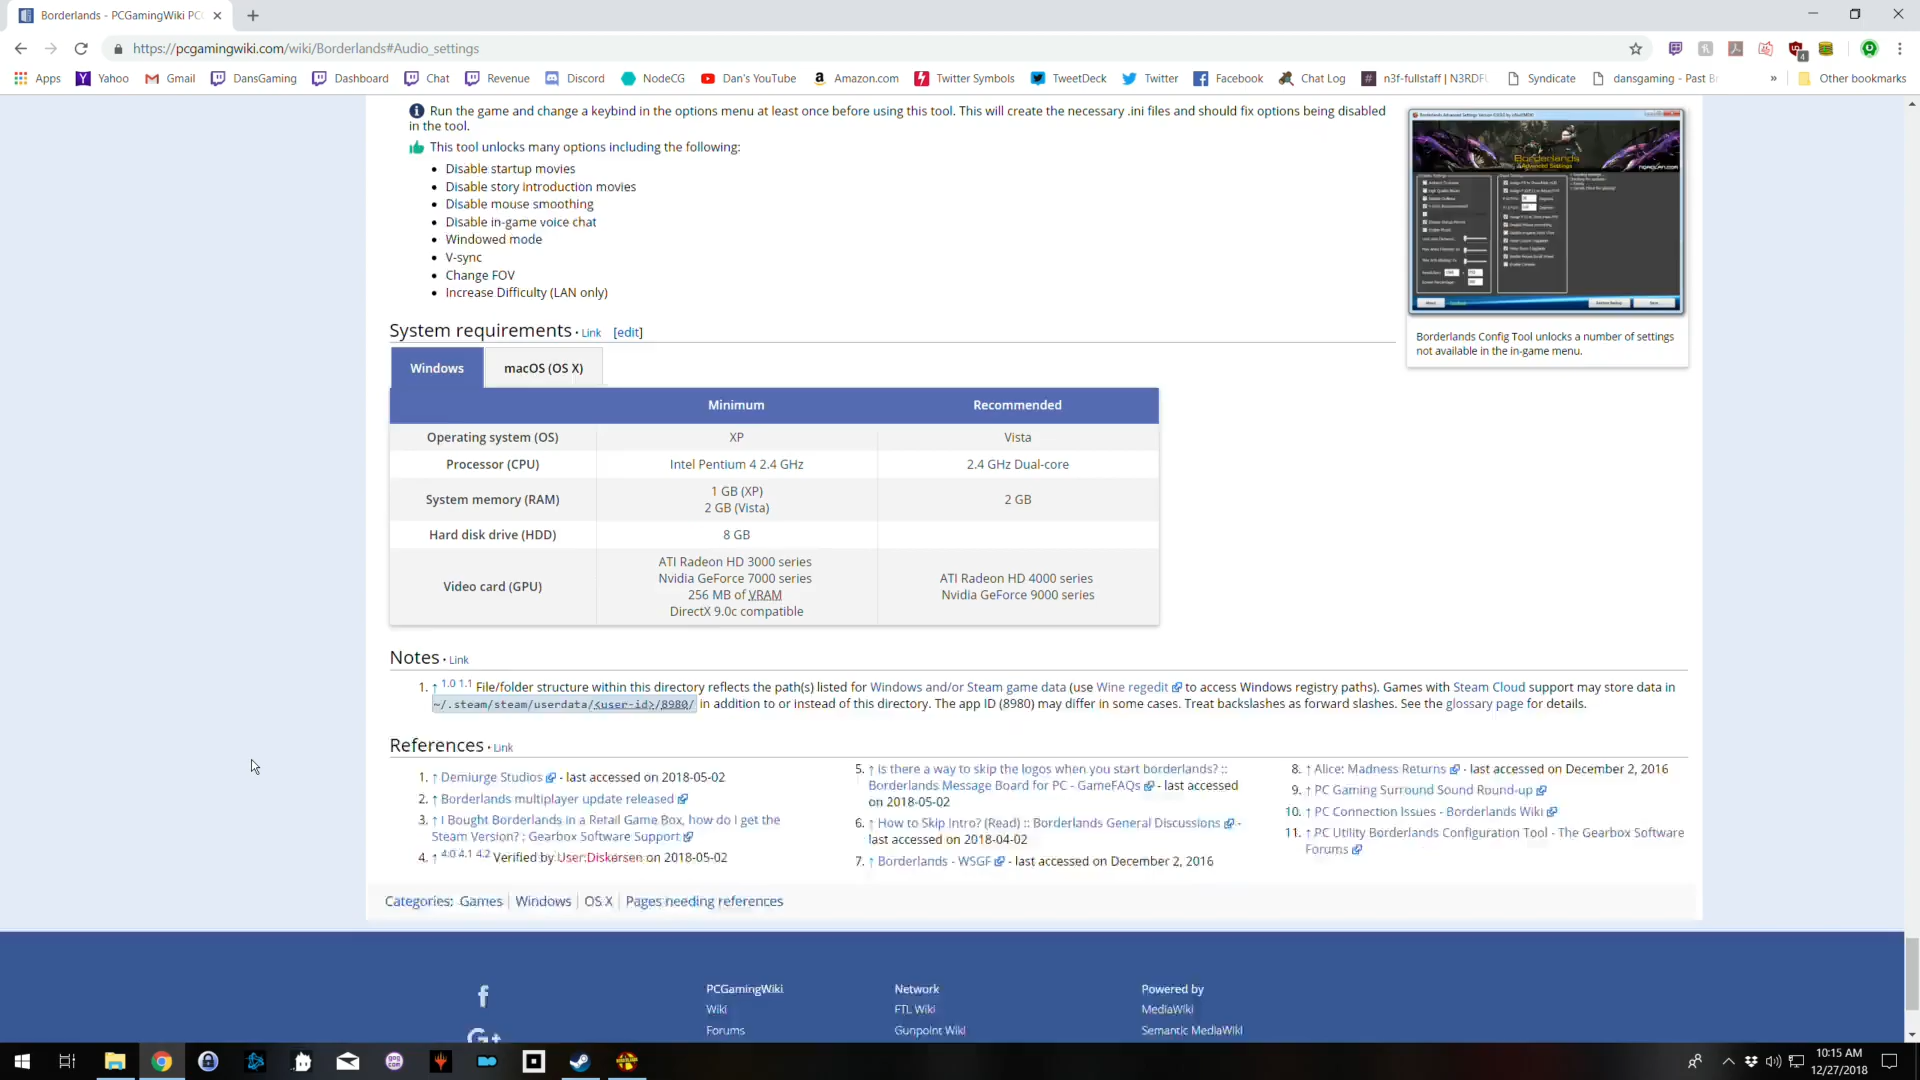 Borderlands - PCGamingWiki PC
https://pcgamingwiki.com/wiki/Borderlands#Audio_settings
Apps
Yahoo
Gmail
DansGaming
Dashboard
Chat
Revenue
Discord
NodeCG
Dan's YouTube
Amazon.com
Twitter Symbols
TweetDeck
Twitter
Facebook
Chat Log
n3f-fullstaff | N3RDFU
Syndicate
dansgaming - Past Br
»
Other bookmarks
Run the game and change a keybind in the options menu at least once before using this tool. This will create the necessary .ini files and should fix options being disabled
in the tool.
This tool unlocks many options including the following:
• Disable startup movies
• Disable story introduction movies
• Disable mouse smoothing
• Disable in-game voice chat
• Windowed mode
• V-sync
• Change FOV
• Increase Difficulty (LAN only)
Borderlands
Advanced Settings
Borderlands Config Tool unlocks a number of settings
not available in the in-game menu.
System requirements · Link [edit]
Windows
macOS (OS X)
Minimum
Recommended
Operating system (OS)
XP
Vista
Processor (CPU)
Intel Pentium 4 2.4 GHz
2.4 GHz Dual-core
System memory (RAM)
1 GB (XP)
2 GB (Vista)
2 GB
Hard disk drive (HDD)
8 GB
Video card (GPU)
ATI Radeon HD 3000 series
Nvidia GeForce 7000 series
256 MB of VRAM
DirectX 9.0c compatible
ATI Radeon HD 4000 series
Nvidia GeForce 9000 series
Notes · Link
1. ↑ 1.0 1.1 File/folder structure within this directory reflects the path(s) listed for Windows and/or Steam game data (use Wine regedit to access Windows registry paths). Games with Steam Cloud support may store data in
~/.steam/steam/userdata/<user-id>/8980/ in addition to or instead of this directory. The app ID (8980) may differ in some cases. Treat backslashes as forward slashes. See the glossary page for details.
References · Link
1. ↑ Demiurge Studios - last accessed on 2018-05-02
2. ↑ Borderlands multiplayer update released
3. ↑ I Bought Borderlands in a Retail Game Box, how do I get the
Steam Version? : Gearbox Software Support
4. ↑ 4.0 4.1 4.2 Verified by User:Diskersen on 2018-05-02
5. ↑ is there a way to skip the logos when you start borderlands? ::
Borderlands Message Board for PC - GameFAQs - last accessed
on 2018-05-02
6. ↑ How to Skip Intro? (Read) :: Borderlands General Discussions -
last accessed on 2018-04-02
7. ↑ Borderlands - WSGF - last accessed on December 2, 2016
8. ↑ Alice: Madness Returns - last accessed on December 2, 2016
9. ↑ PC Gaming Surround Sound Round-up
10. ↑ PC Connection Issues - Borderlands Wiki
11. ↑ PC Utility Borderlands Configuration Tool - The Gearbox Software
Forums
Categories: Games | Windows | OS X | Pages needing references
PCGamingWiki
Wiki
Forums
Network
FTL Wiki
Gunpoint Wiki
Powered by
MediaWiki
Semantic MediaWiki
10:15 AM
12/27/2018